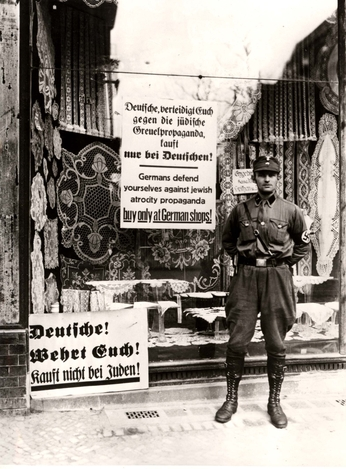 Deutsche, verteidigt Euch
gegen die jüdische
Greuelpropaganda,
kauft
nur bei Deutschen!
Germans defend
yourselves against jewish
atrocity propaganda
buy only at German shops!
Deutsche!
Wehrt Euch!
Kauft nicht bei Juden!